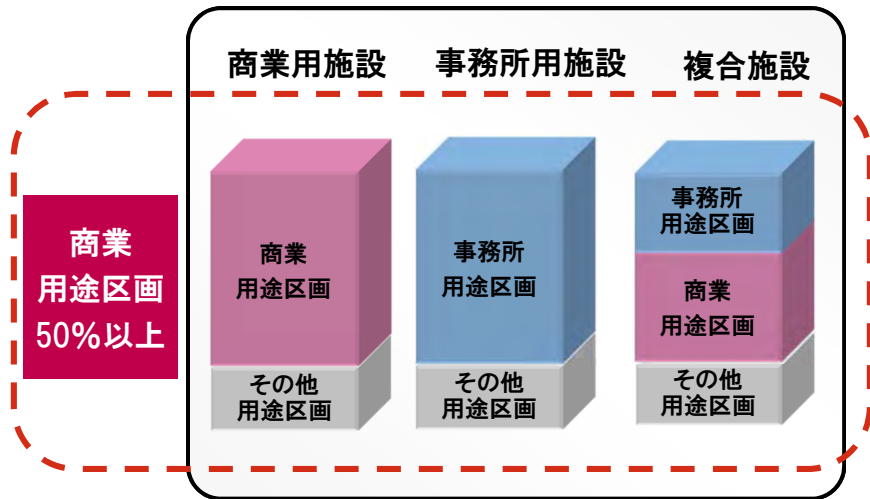 商業用施設
事務所用施設
複合施設
商業
用途区画
50%以上
商業
用途区画
その他
用途区画
事務所
用途区画
その他
用途区画
事務所
用途区画
商業
用途区画
その他
用途区画